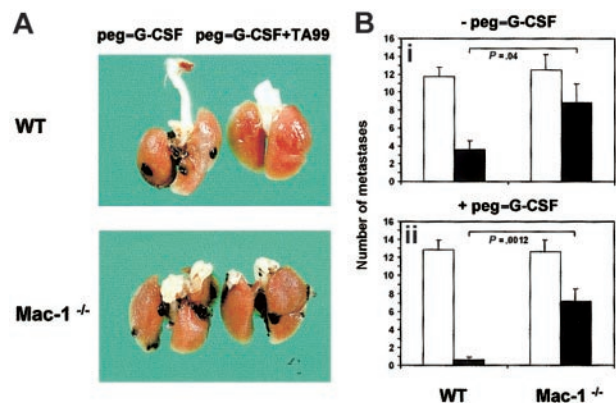 A
peg=G-CSF peg=G-CSF+TA99
WT
Mac-1 -/-
B
- peg=G-CSF
i
P =.04
16
14
12
10
8
6
4
2
0
+ peg=G-CSF
ii
P =.0012
16
14
12
10
8
6
4
2
0
Number of metastases
WT Mac-1 -/-